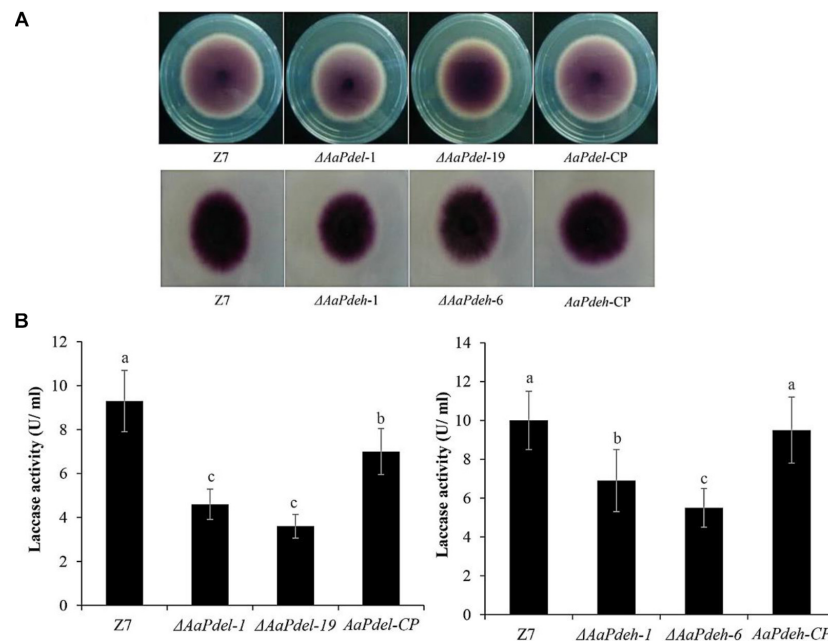 A
Z7 ΔAaPdel-1 ΔAaPdel-19 AaPdel-CP
Z7 ΔAaPdeh-1 ΔAaPdeh-6 AaPdeh-CP
B
12
10
8
6
4
2
0
Laccase activity (U/ ml)
a
c
c
b
Z7 ΔAaPdel-1 ΔAaPdel-19 AaPdel-CP
14
12
10
8
6
4
2
0
Laccase activity (U/ ml)
a
b
c
a
Z7 ΔAaPdeh-1 ΔAaPdeh-6 AaPdeh-CP